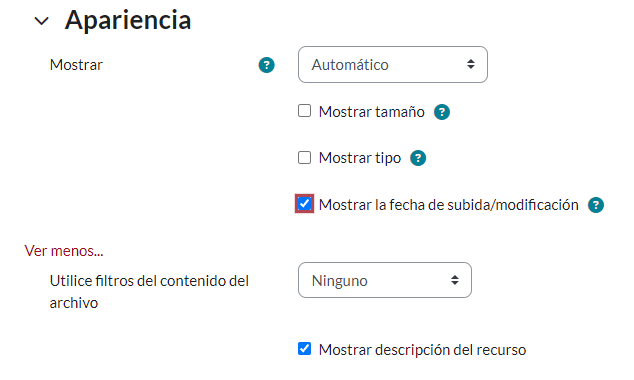 Apariencia
Mostrar
Automático
Mostrar tamaño
Mostrar tipo
Mostrar la fecha de subida/modificación
Ver menos...
Utilice filtros del contenido del
archivo
Ninguno
Mostrar descripción del recurso